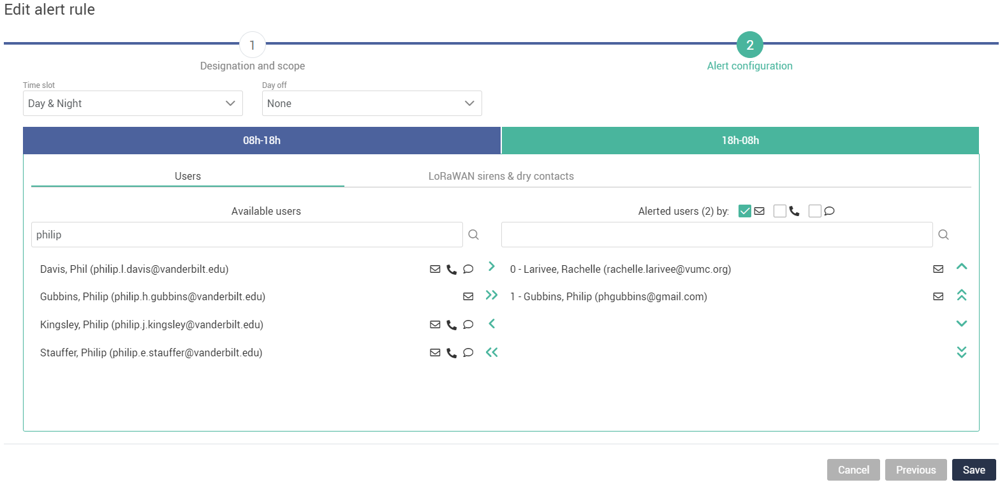 Edit alert rule
1
2
Designation and scope
Alert configuration
Time slot
Day off
Day & Night
None
08h-18h
18h-08h
Users
LoRaWAN sirens & dry contacts
Available users
Alerted users (2) by:
philip
Davis, Phil (philip.l.davis@vanderbilt.edu)
0 - Larivee, Rachelle (rachelle.larivee@vumc.org)
Gubbins, Philip (philip.h.gubbins@vanderbilt.edu)
1 - Gubbins, Philip (phgubbins@gmail.com)
Kingsley, Philip (philip.j.kingsley@vanderbilt.edu)
Stauffer, Philip (philip.e.stauffer@vanderbilt.edu)
Cancel
Previous
Save